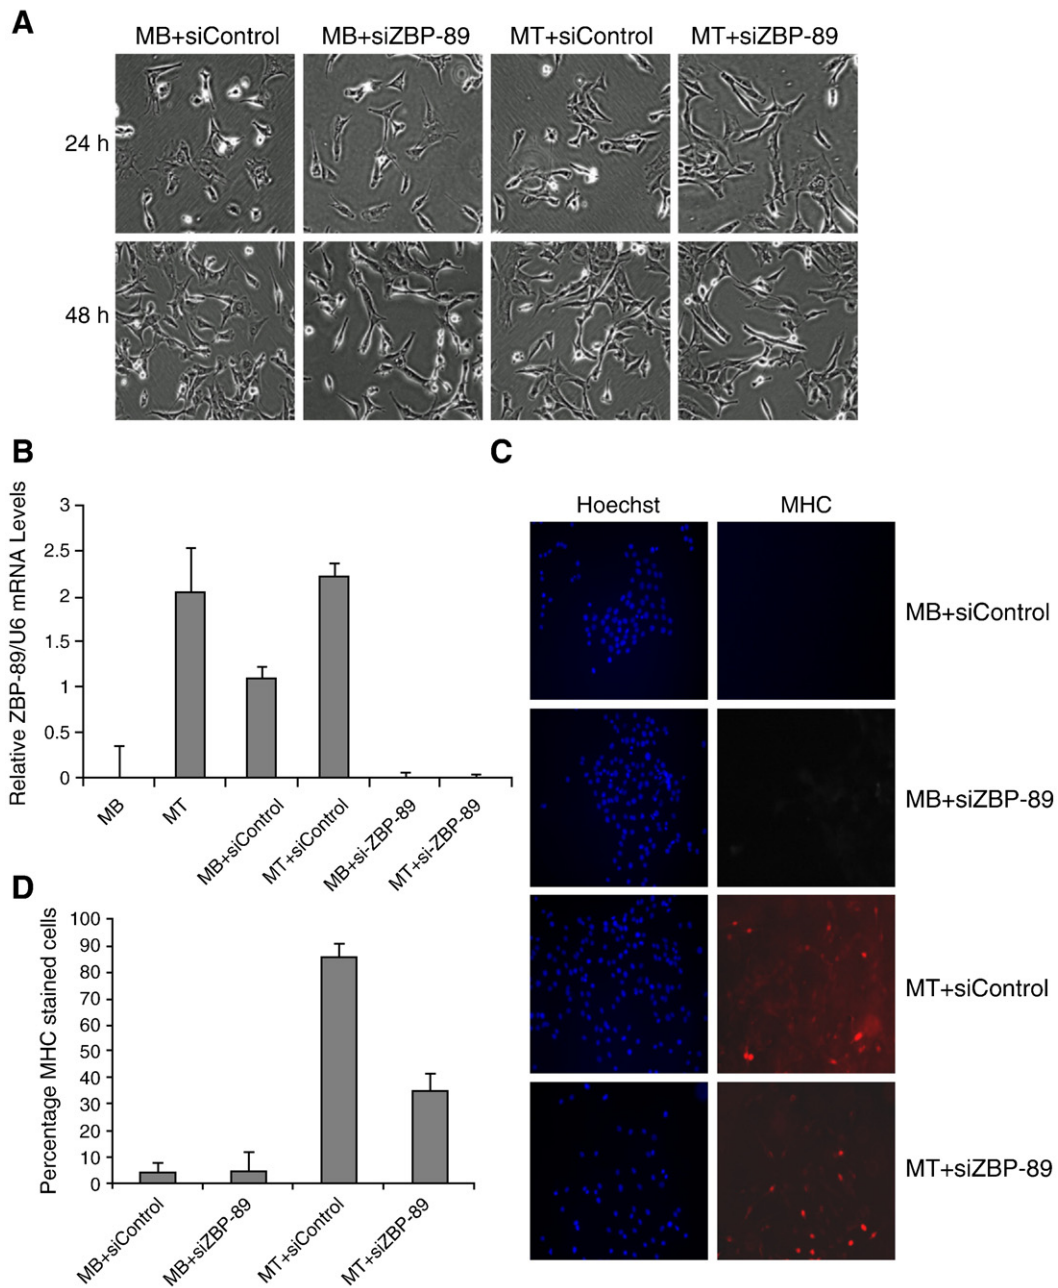 A
MB+siControl MB+siZBP-89 MT+siControl MT+siZBP-89
24 h
48 h
B
Relative ZBP-89/U6 mRNA Levels
3
2.5
2
1.5
1
0.5
0
MB
MT
MB+siControl
MT+siControl
MB+si-ZBP-89
MT+si-ZBP-89
C
Hoechst MHC
MB+siControl
MB+siZBP-89
MT+siControl
MT+siZBP-89
D
Percentage MHC stained cells
100
90
80
70
60
50
40
30
20
10
0
MB+siControl
MB+siZBP-89
MT+siControl
MT+siZBP-89